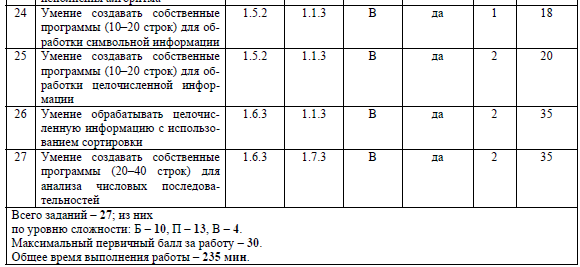 исполнения алгоритма
24 Умение создавать собственные программы (10–20 строк) для обработки символьной информации 1.5.2 1.1.3 В да 1 18
25 Умение создавать собственные программы (10–20 строк) для обработки целочисленной информации 1.5.2 1.1.3 В да 2 20
26 Умение обрабатывать целочисленную информацию с использованием сортировки 1.6.3 1.1.3 В да 2 35
27 Умение создавать собственные программы (20–40 строк) для анализа числовых последовательностей 1.6.3 1.7.3 В да 2 35
Всего заданий – 27; из них
по уровню сложности: Б – 10, П – 13, В – 4.
Максимальный первичный балл за работу – 30.
Общее время выполнения работы – 235 мин.